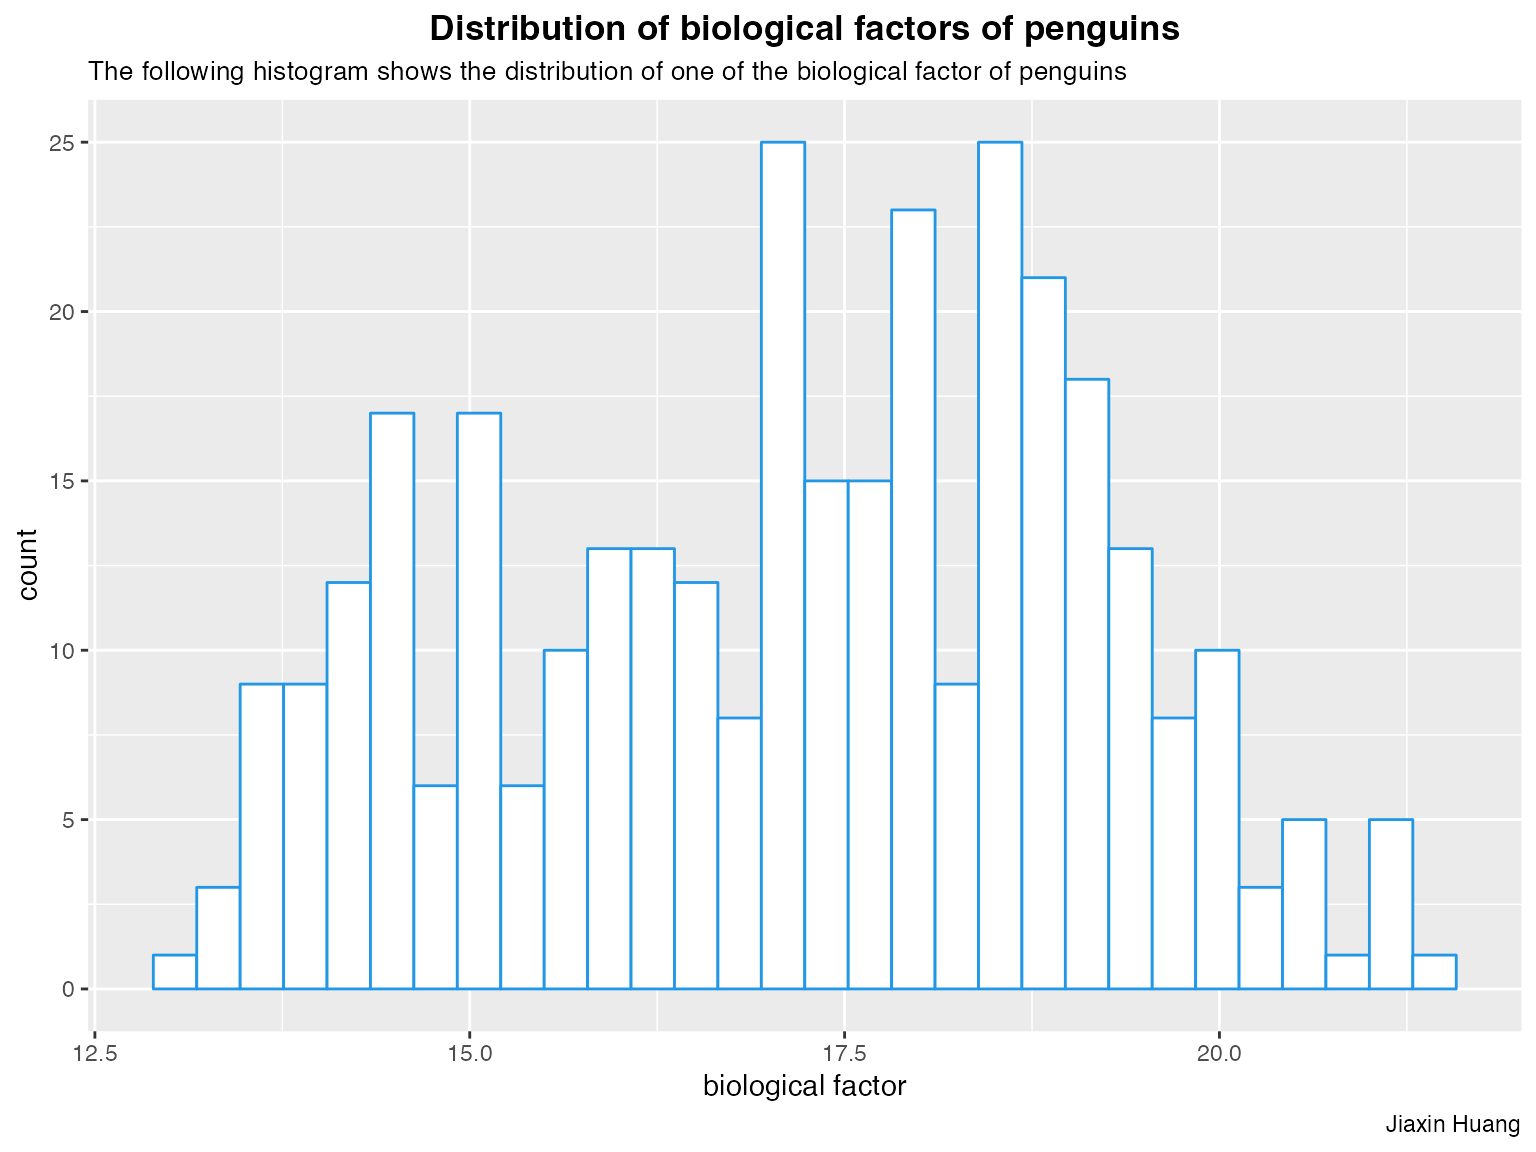 Distribution of biological factors of penguins
The following histogram shows the distribution of one of the biological factor of penguins
25
20
15
10
5
0
count
12.5 15.0 17.5 20.0
biological factor
Jiaxin Huang